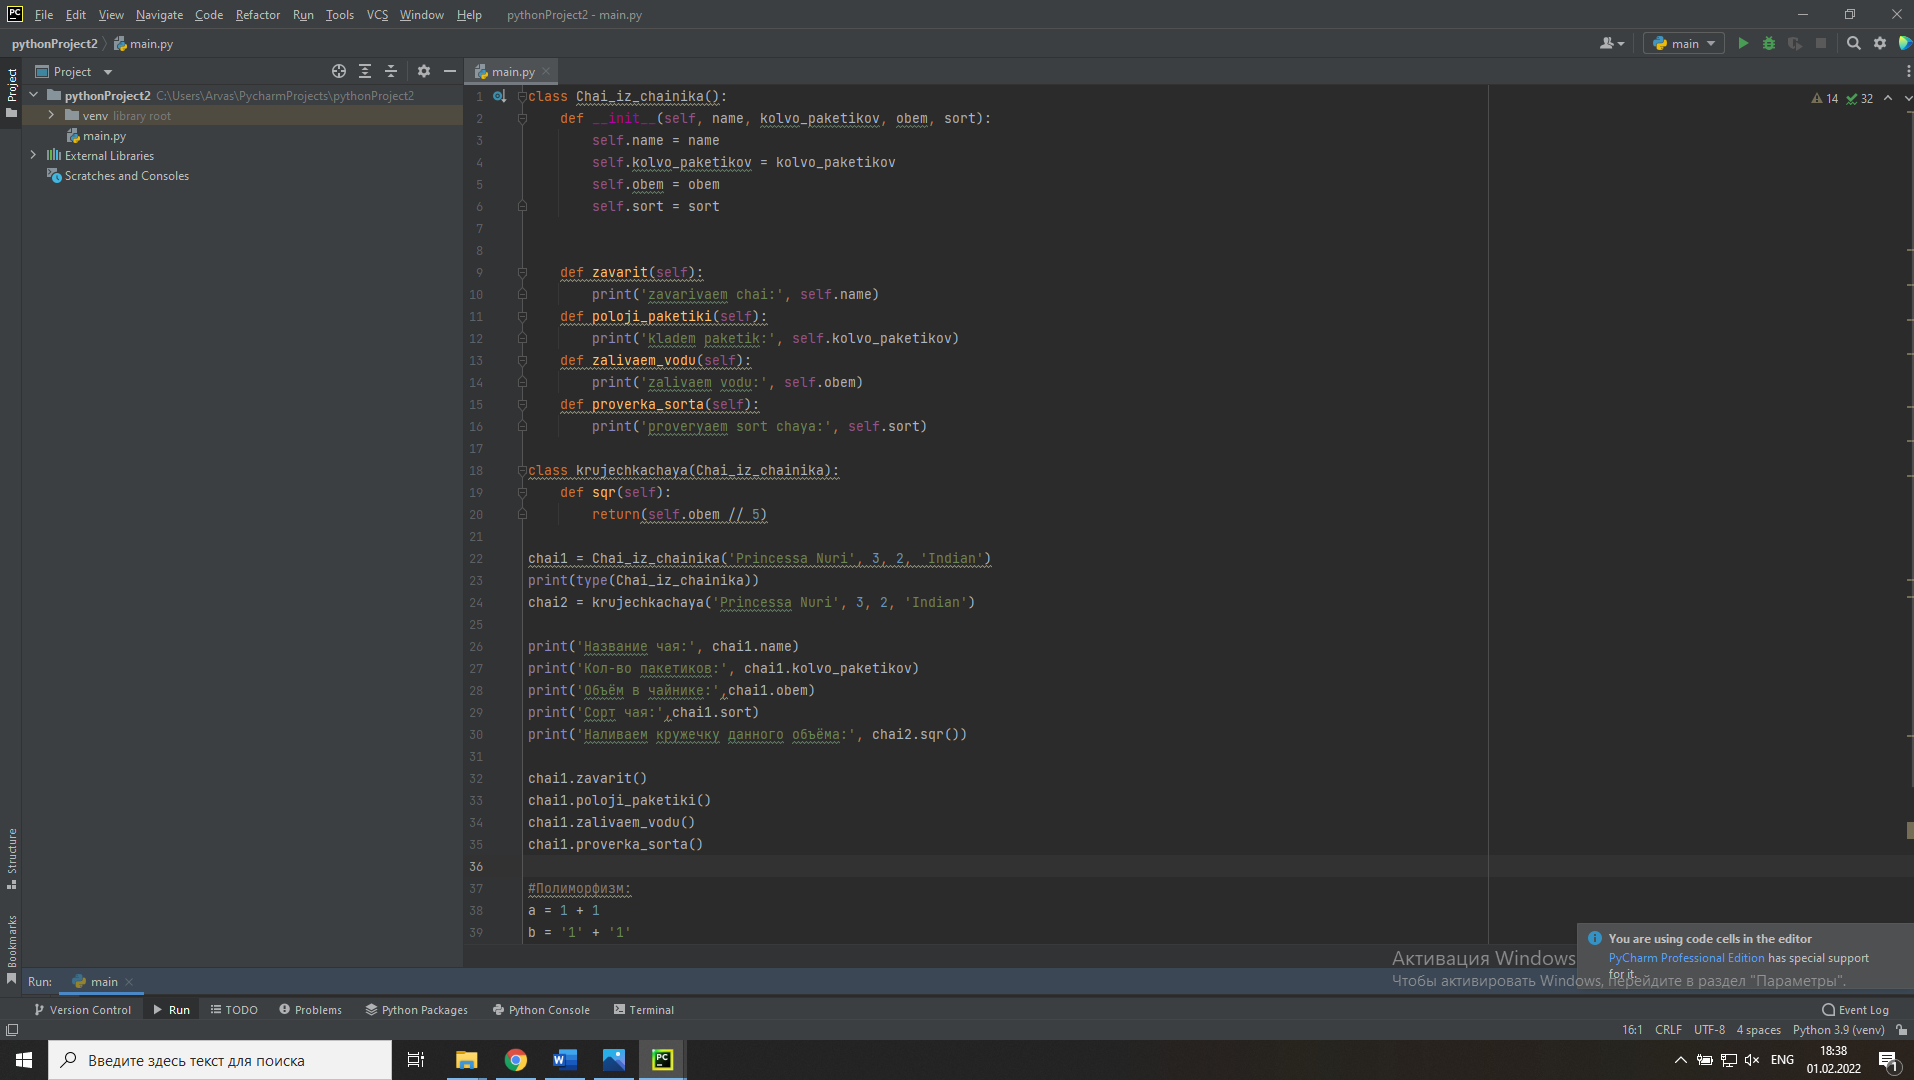 PC File Edit View Navigate Code Refactor Run Tools VCS Window Help pythonProject2 - main.py
pythonProject2 main.py
main
Project
main.py
Project
pythonProject2 C:\Users\Arvas\PycharmProjects\pythonProject2
venv library root
main.py
External Libraries
Scratches and Consoles
14 32
1 class Chai_iz_chainika():
2     def __init__(self, name, kolvo_paketikov, obem, sort):
3         self.name = name
4         self.kolvo_paketikov = kolvo_paketikov
5         self.obem = obem
6         self.sort = sort
7
8
9     def zavarit(self):
10         print('zavarivaem chai:', self.name)
11     def poloji_paketiki(self):
12         print('kladem paketik:', self.kolvo_paketikov)
13     def zalivaem_vodu(self):
14         print('zalivaem vodu:', self.obem)
15     def proverka_sorta(self):
16         print('proveryaem sort chaya:', self.sort)
17
18 class krujechkachaya(Chai_iz_chainika):
19     def sqr(self):
20         return(self.obem // 5)
21
22 chai1 = Chai_iz_chainika('Princessa Nuri', 3, 2, 'Indian')
23 print(type(Chai_iz_chainika))
24 chai2 = krujechkachaya('Princessa Nuri', 3, 2, 'Indian')
25
26 print('Название чая:', chai1.name)
27 print('Кол-во пакетиков:', chai1.kolvo_paketikov)
28 print('Объём в чайнике:',chai1.obem)
29 print('Сорт чая:',chai1.sort)
30 print('Наливаем кружечку данного объёма:', chai2.sqr())
31
32 chai1.zavarit()
33 chai1.poloji_paketiki()
34 chai1.zalivaem_vodu()
35 chai1.proverka_sorta()
36
37 #Полиморфизм:
38 a = 1 + 1
39 b = '1' + '1'
Structure
Bookmarks
You are using code cells in the editor
PyCharm Professional Edition has special support
for it.
Активация Windows
Чтобы активировать Windows, перейдите в раздел "Параметры".
Run: main
Version Control Run TODO Problems Python Packages Python Console Terminal Event Log
16:1 CRLF UTF-8 4 spaces Python 3.9 (venv)
Введите здесь текст для поиска
W
PC
ENG
18:38
01.02.2022
1